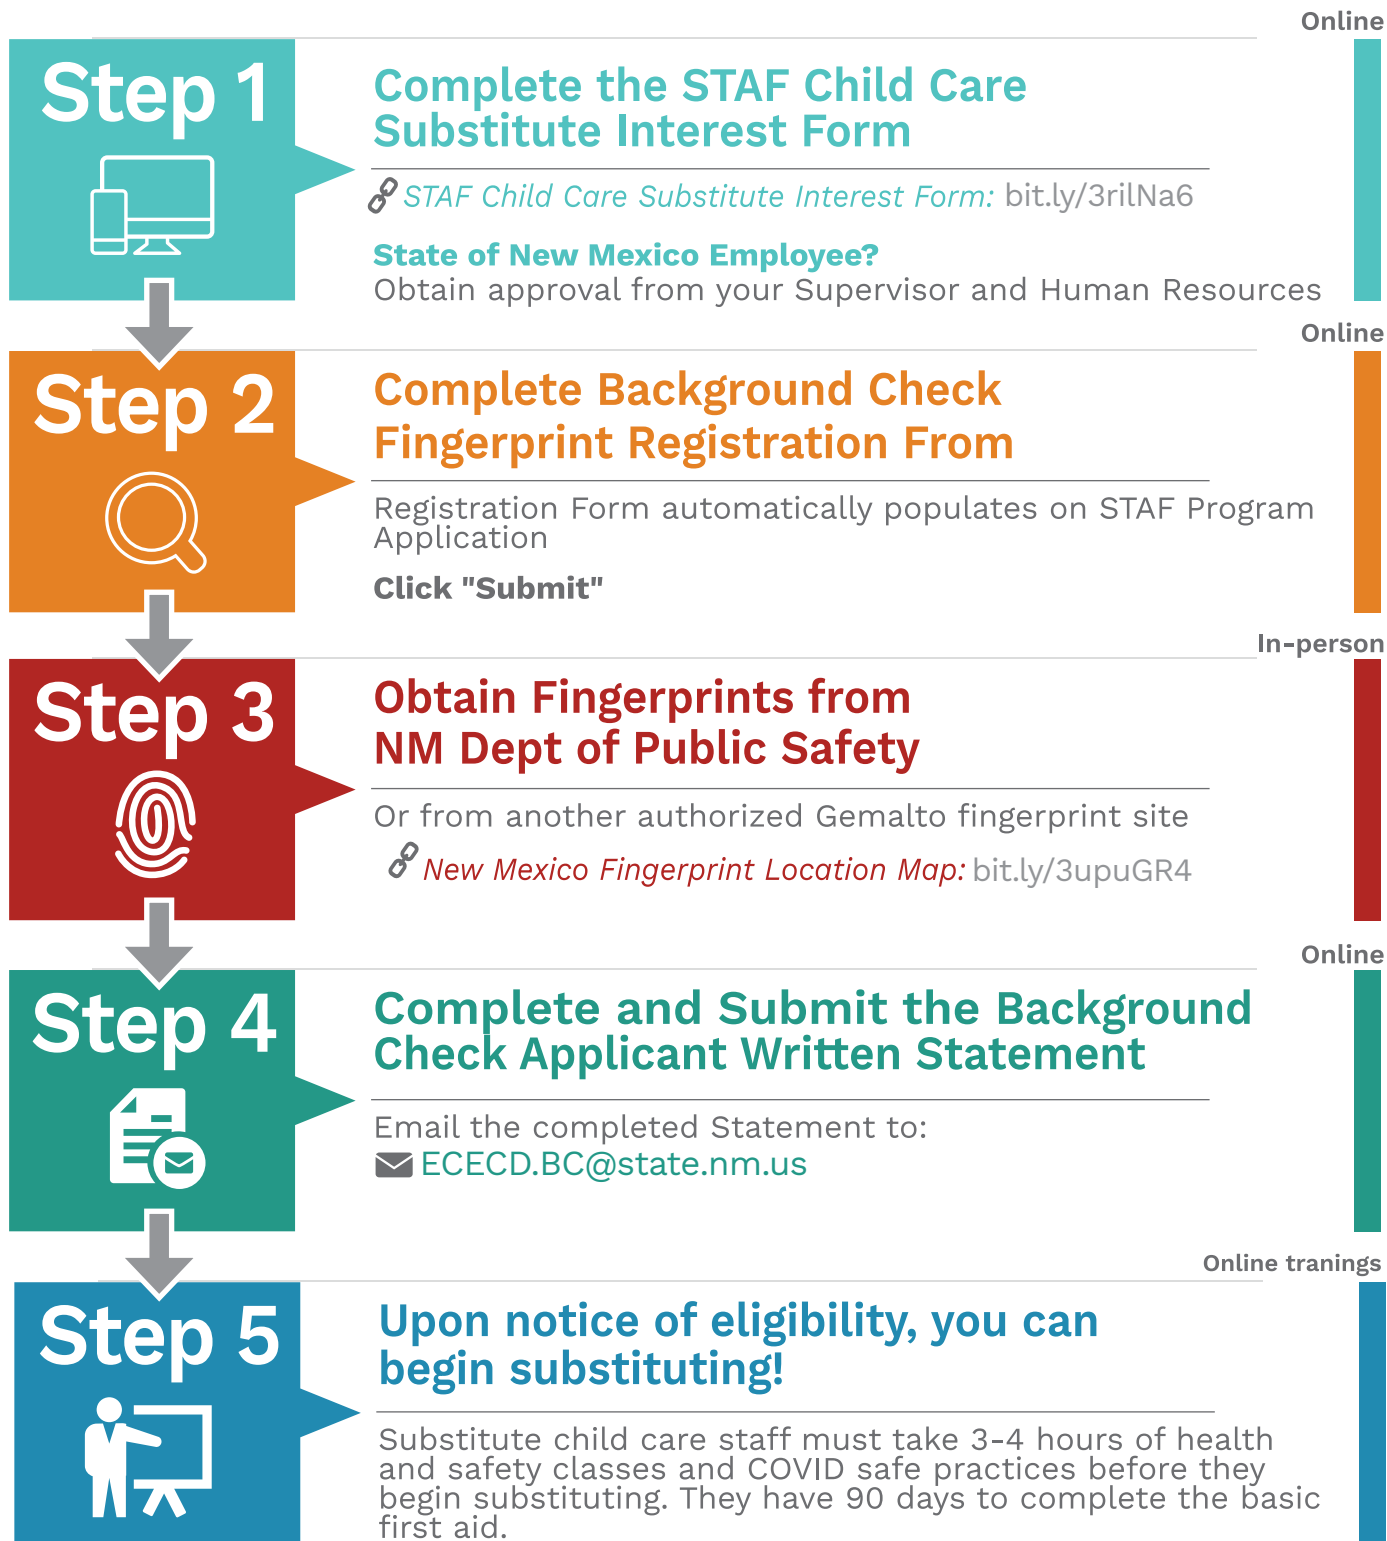 Online
Step 1
Complete the STAF Child Care
Substitute Interest Form
STAF Child Care Substitute Interest Form: bit.ly/3rilNa6
State of New Mexico Employee?
Obtain approval from your Supervisor and Human Resources
Online
Step 2
Complete Background Check
Fingerprint Registration From
Registration Form automatically populates on STAF Program
Application
Click "Submit"
In-person
Step 3
Obtain Fingerprints from
NM Dept of Public Safety
Or from another authorized Gemalto fingerprint site
New Mexico Fingerprint Location Map: bit.ly/3upuGR4
Online
Step 4
Complete and Submit the Background
Check Applicant Written Statement
Email the completed Statement to:
ECECD.BC@state.nm.us
Online tranings
Step 5
Upon notice of eligibility, you can
begin substituting!
Substitute child care staff must take 3-4 hours of health
and safety classes and COVID safe practices before they
begin substituting. They have 90 days to complete the basic
first aid.